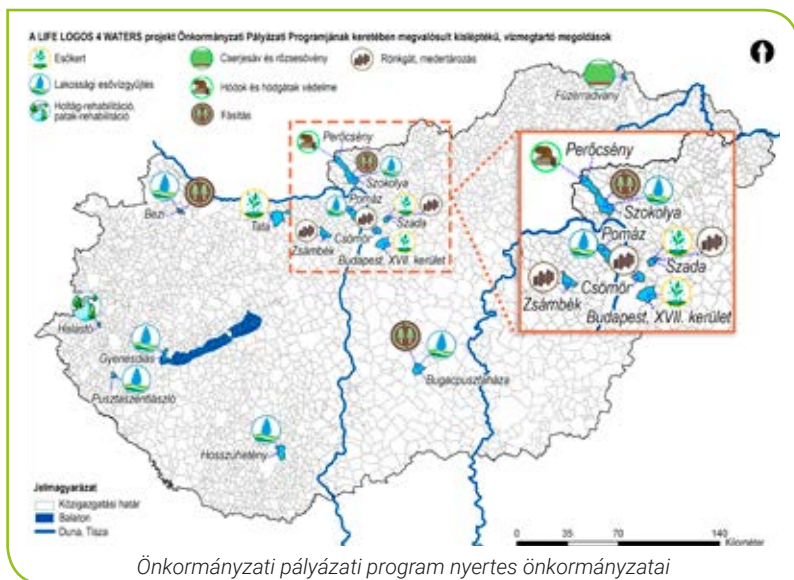 A LIFE LOGOS 4 WATERS projekt Önkormányzati Pályázati Programjának keretében megvalósult kisléptékű, vízmegtartó megoldások
Esőkert
Cserjesáv és rőzsesövény
Rönkgát, medertározás
Lakossági esővízgyűjtés
Hódok és hódgátak védelme
Holtág-rehabilitáció,
patak-rehabilitáció
Fásítás
Füzérradvány
Perőcsény
Szokolya
Bezi
Tata
Pomáz
Szada
Zsámbék
Csömör
Budapest, XVII. kerület
Perőcsény
Szokolya
Pomáz
Szada
Zsámbék
Csömör
Budapest, XVII. kerület
Halastó
Gyenesdiás
Pusztaszentlászló
Bugacpusztaháza
Hosszúhetény
Jelmagyarázat
Közigazgatási határ
Balaton
Duna, Tisza
0 35 70 140
Kilométer
Önkormányzati pályázati program nyertes önkormányzatai